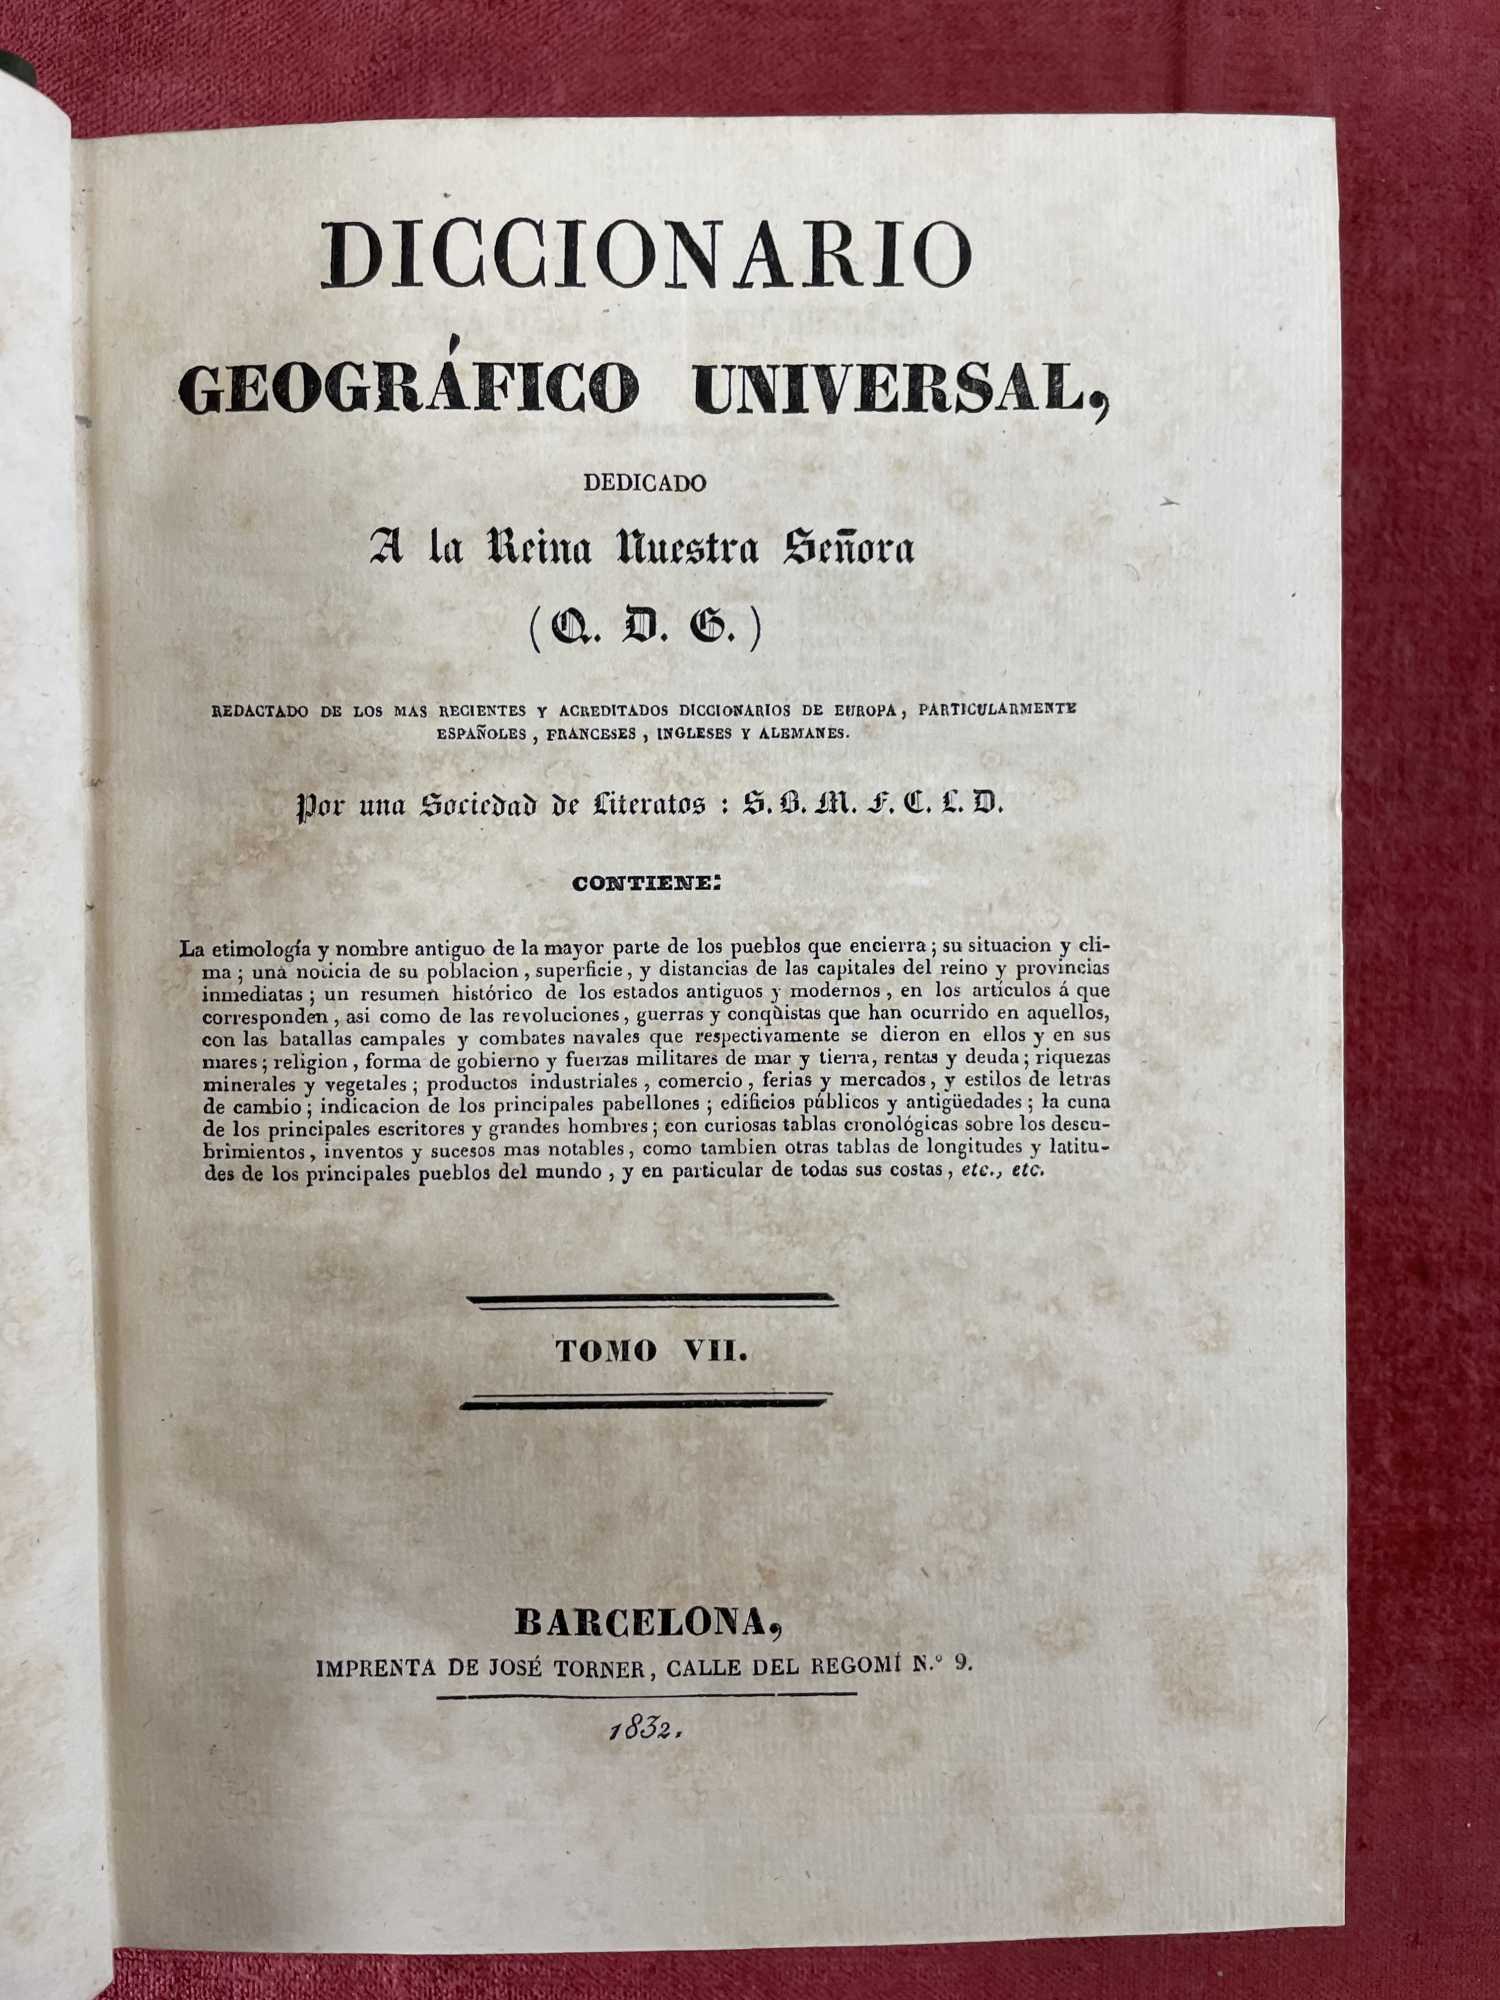 DICCIONARIO
GEOGRÁFICO UNIVERSAL,
DEDICADO
A la Reina Nuestra Señora
(Q. D. G.)
REDACTADO DE LOS MAS RECIENTES Y ACREDITADOS DICCIONARIOS DE EUROPA, PARTICULARMENTE
ESPAÑOLES, FRANCESES, INGLESES Y ALEMANES.
Por una Sociedad de Literatos: S. B. M. F. C. L. D.
CONTIENE:
La etimología y nombre antiguo de la mayor parte de los pueblos que encierra; su situacion y cli-
ma; una noticia de su poblacion, superficie, y distancias de las capitales del reino y provincias
inmediatas; un resumen histórico de los estados antiguos y modernos, en los artículos á que
corresponden, asi como de las revoluciones, guerras y conquistas que han ocurrido en aquellos,
con las batallas campales y combates navales que respectivamente se dieron en ellos y en sus
mares; religion, forma de gobierno y fuerzas militares de mar y tierra, rentas y deuda; riquezas
minerales y vegetales; productos industriales, comercio, ferias y mercados, y estilos de letras
de cambio; indicacion de los principales pabellones; edificios públicos y antigüedades; la cuna
de los principales escritores y grandes hombres; con curiosas tablas cronológicas sobre los descu-
brimientos, inventos y sucesos mas notables, como tambien otras tablas de longitudes y latitu-
des de los principales pueblos del mundo, y en particular de todas sus costas, etc., etc.
TOMO VII.
BARCELONA,
IMPRENTA DE JOSÉ TORNER, CALLE DEL REGOMÍ N.º 9.
1832.